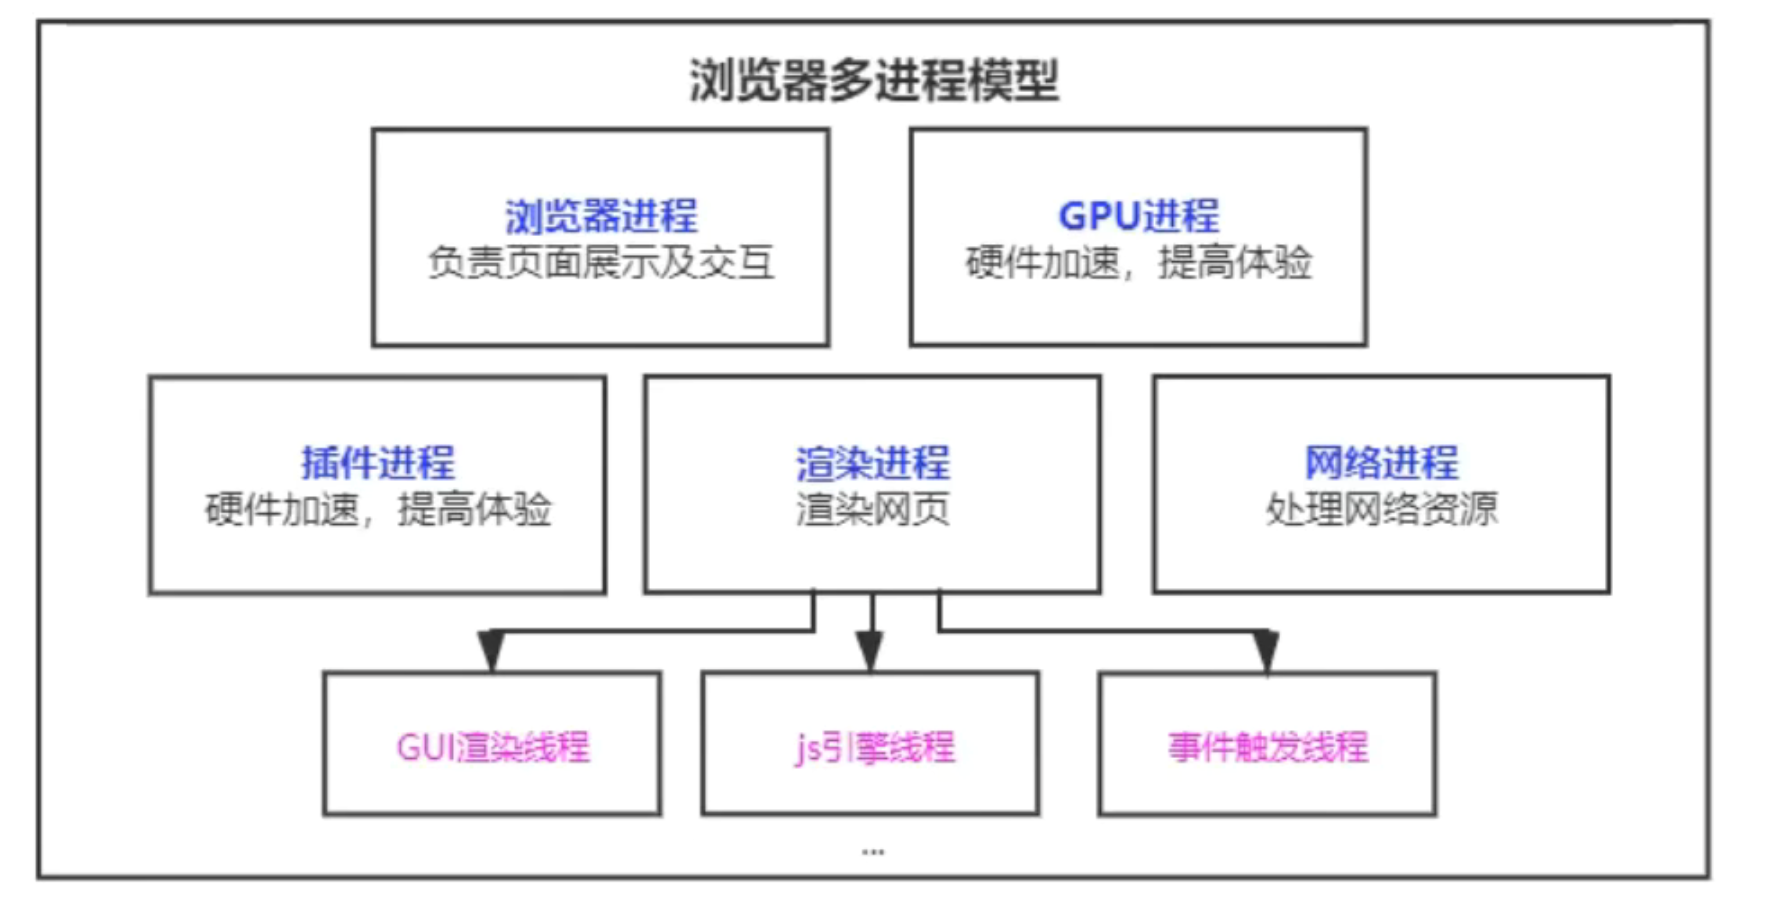 浏览器多进程模型
浏览器进程
负责页面展示及交互
GPU进程
硬件加速，提高体验
插件进程
硬件加速，提高体验
渲染进程
渲染网页
网络进程
处理网络资源
GUI渲染线程
js引擎线程
事件触发线程
...